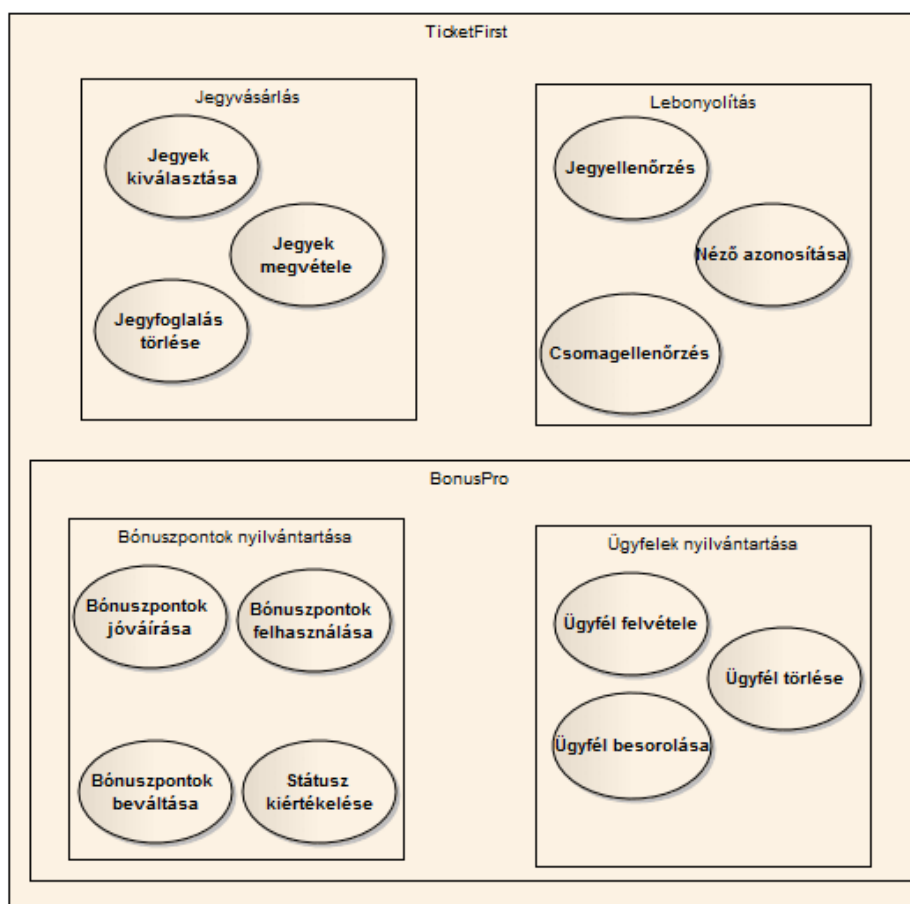 TicketFirst
Jegyvásárlás
Jegyek
kiválasztása
Jegyek
megvétele
Jegyfoglalás
törlése
Lebonyolítás
Jegyellenőrzés
Néző azonosítása
Csomagellenőrzés
BonusPro
Bónuszpontok nyilvántartása
Bónuszpontok
jóváírása
Bónuszpontok
felhasználása
Bónuszpontok
beváltása
Státusz
kiértékelése
Ügyfelek nyilvántartása
Ügyfél felvétele
Ügyfél törlése
Ügyfél besorolása